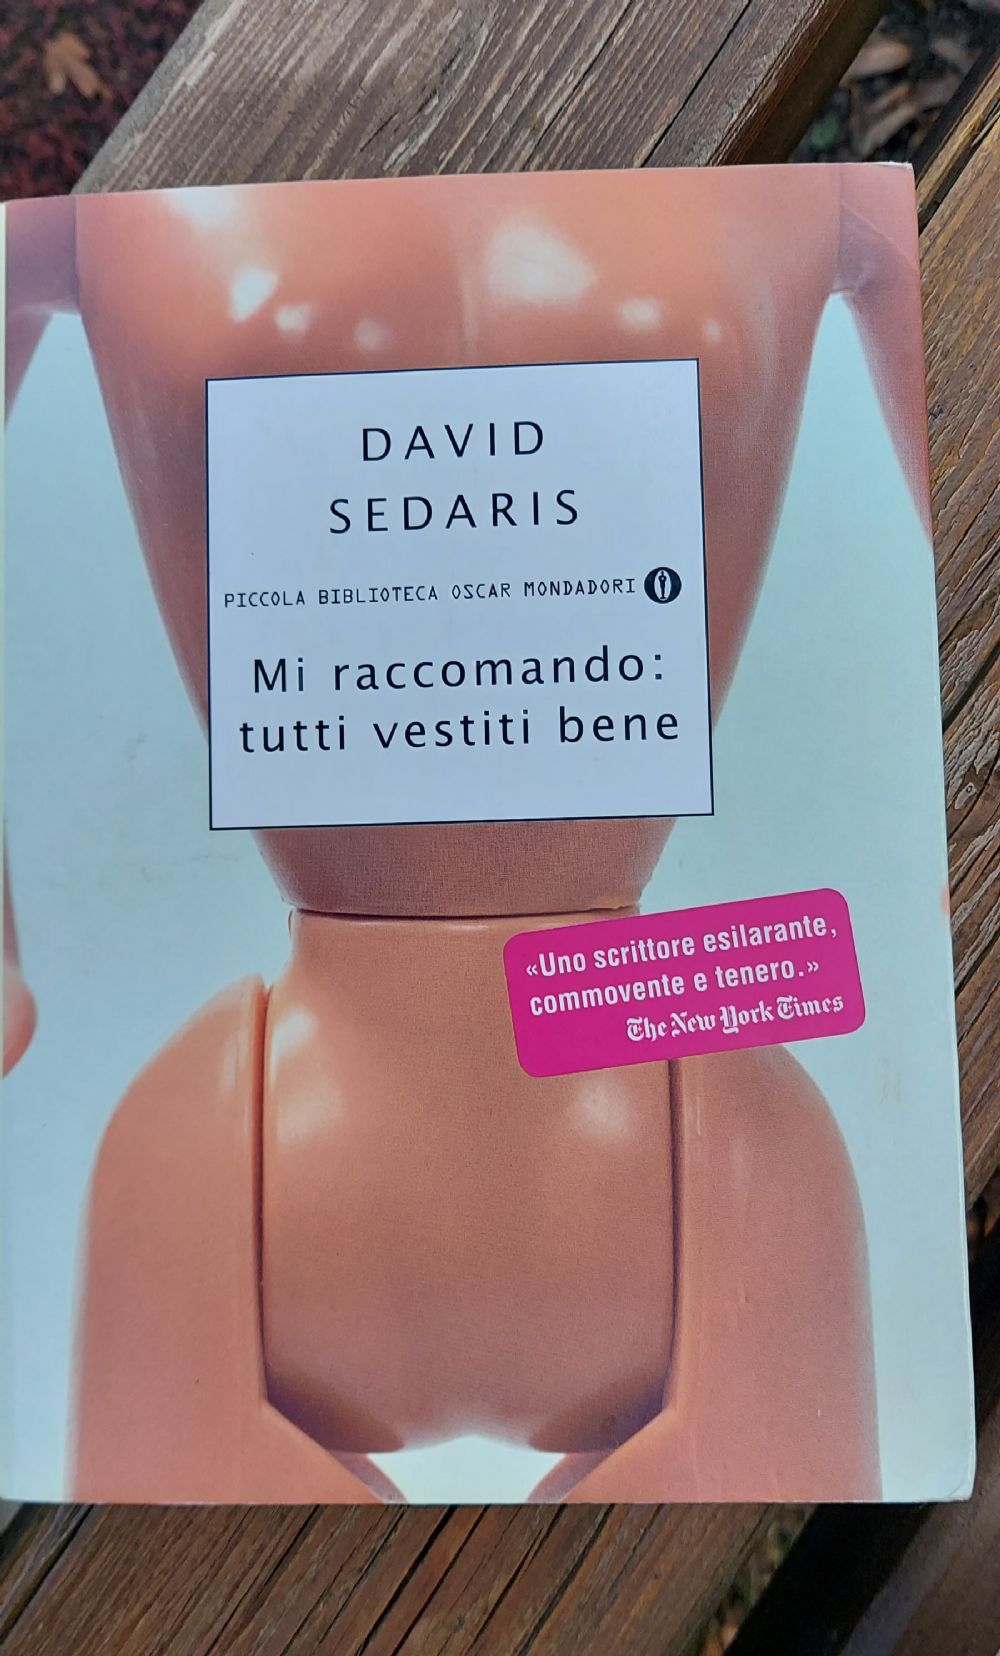 DAVID
SEDARIS
PICCOLA BIBLIOTECA OSCAR MONDADORI
Mi raccomando:
tutti vestiti bene
«Uno scrittore esilarante,
commovente e tenero.»
The New York Times